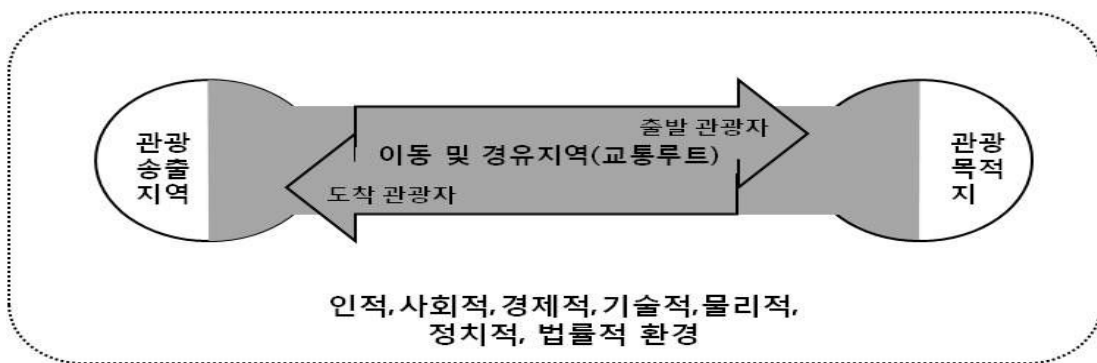 관광
송출
지역
출발 관광자
이동 및 경유지역(교통루트)
도착 관광자
관광
목적
지
인적,사회적,경제적,기술적,물리적,
정치적, 법률적 환경